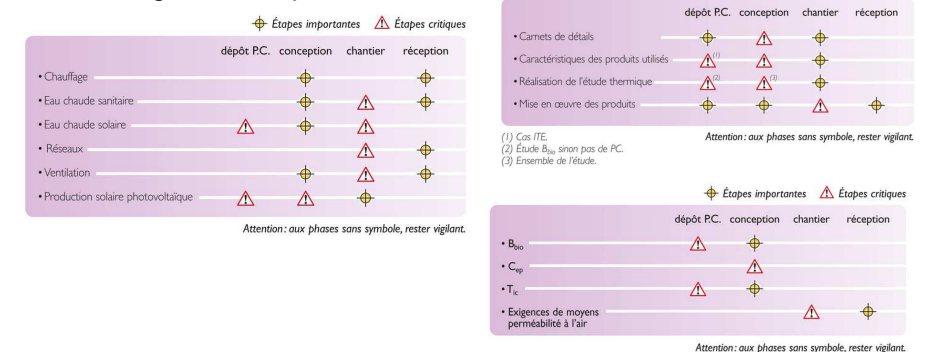 Étapes importantes Étapes critiques
dépôt P.C. conception chantier réception
• Chauffage
• Eau chaude sanitaire
• Eau chaude solaire
• Réseaux
• Ventilation
• Production solaire photovoltaïque
Attention : aux phases sans symbole, rester vigilant.
dépôt P.C. conception chantier réception
• Carnets de détails
• Caractéristiques des produits utilisés (1)
• Réalisation de l'étude thermique (2) (3)
• Mise en œuvre des produits
(1) Cas ITE.
Attention : aux phases sans symbole, rester vigilant.
(2) Étude Bbio sinon pas de PC.
(3) Ensemble de l'étude.
Étapes importantes Étapes critiques
dépôt P.C. conception chantier réception
• Bbio
• Cep
• Tic
• Exigences de moyens
perméabilité à l'air
Attention : aux phases sans symbole, rester vigilant.